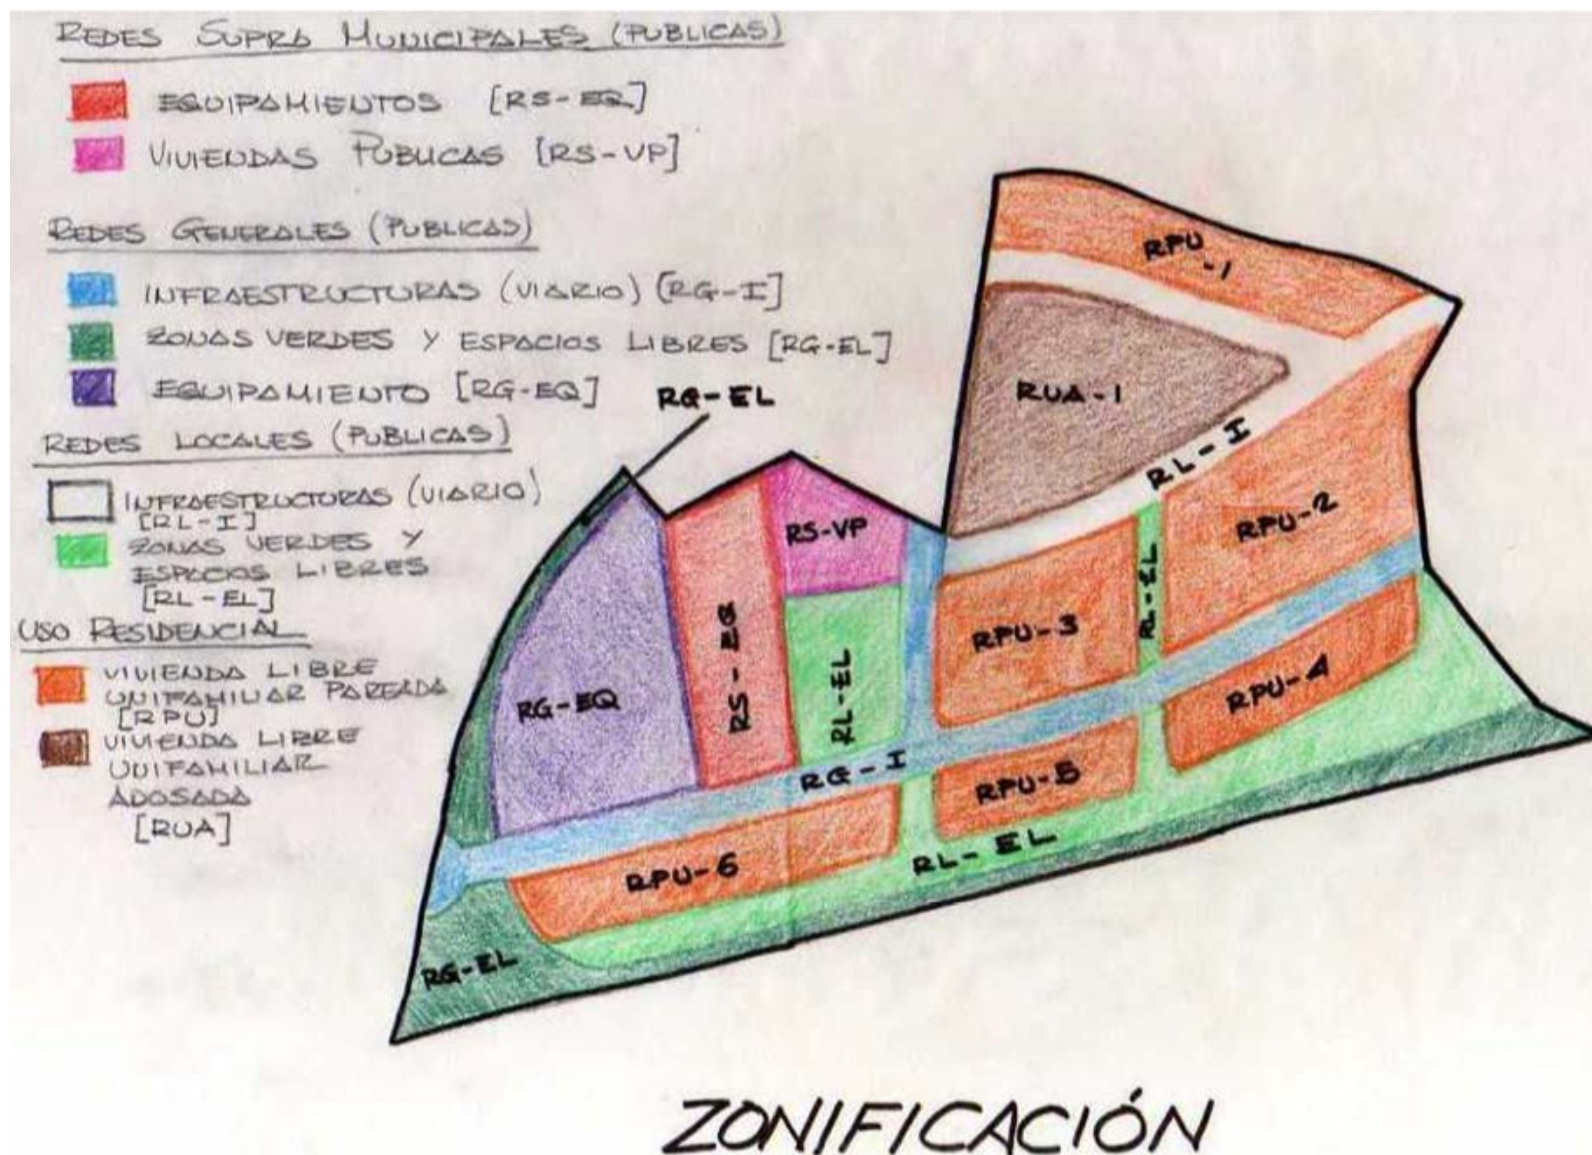 REDES SUPRA MUNICIPALES (PUBLICAS)
EQUIPAMIENTOS [RS-EQ]
VIVIENDAS PUBLICAS [RS-VP]
REDES GENERALES (PUBLICAS)
INFRAESTRUCTURAS (VIARIO) [RG-I]
ZONAS VERDES Y ESPACIOS LIBRES [RG-EL]
EQUIPAMIENTO [RG-EQ]
REDES LOCALES (PUBLICAS)
INFRAESTRUCTURAS (VIARIO)
[RL-I]
ZONAS VERDES Y
ESPACIOS LIBRES
[RL-EL]
USO RESIDENCIAL
VIVIENDA LIBRE
UNIFAMILIAR PAREADA
[RPU]
VIVIENDA LIBRE
UNIFAMILIAR
ADOSADA
[RUA]
RPU
-1
RUA-1
RG-EL
RL-I
RPU-2
RS-VP
RL-EL
RPU-3
RS-EQ
RL-EL
RG-EQ
RPU-4
RG-I
RPU-5
RL-EL
RPU-6
RG-EL
ZONIFICACIÓN